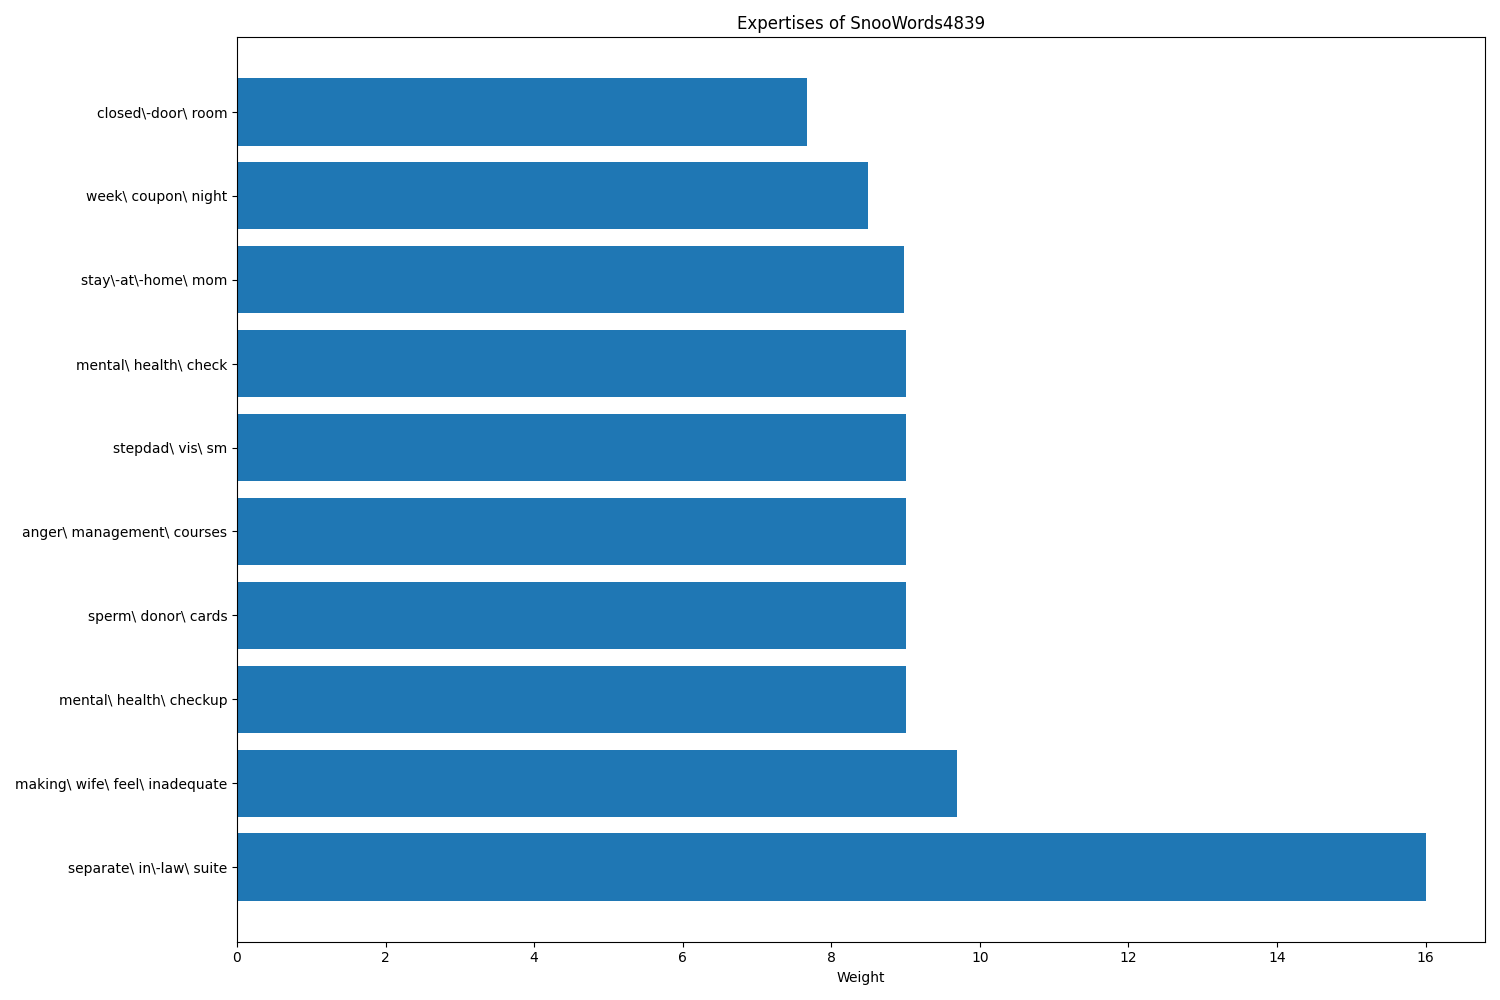 Expertises of SnooWords4839
closed\-door\ room
week\ coupon\ night
stay\-at\-home\ mom
mental\ health\ check
stepdad\ vis\ sm
anger\ management\ courses
sperm\ donor\ cards
mental\ health\ checkup
making\ wife\ feel\ inadequate
separate\ in\-law\ suite
0 2 4 6 8 10 12 14 16
Weight